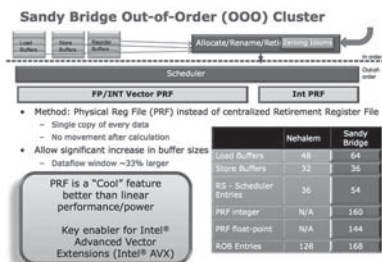 Sandy Bridge Out-of-Order (OOO) Cluster
Load Buffers
Store Buffers
Reorder Buffers
Allocate/Rename/Reti
Zeroing Idioms
In order
Out-of-order
Scheduler
FP/INT Vector PRF
Int PRF
• Method: Physical Reg File (PRF) instead of centralized Retirement Register File
– Single copy of every data
– No movement after calculation
• Allow significant increase in buffer sizes
– Dataflow window ~33% larger
PRF is a "Cool" feature
better than linear
performance/power
Key enabler for Intel®
Advanced Vector
Extensions (Intel® AVX)
Nehalem Sandy Bridge
Load Buffers 48 64
Store Buffers 32 36
RS - Scheduler Entries 36 54
PRF integer N/A 160
PRF float-point N/A 144
ROB Entries 128 168